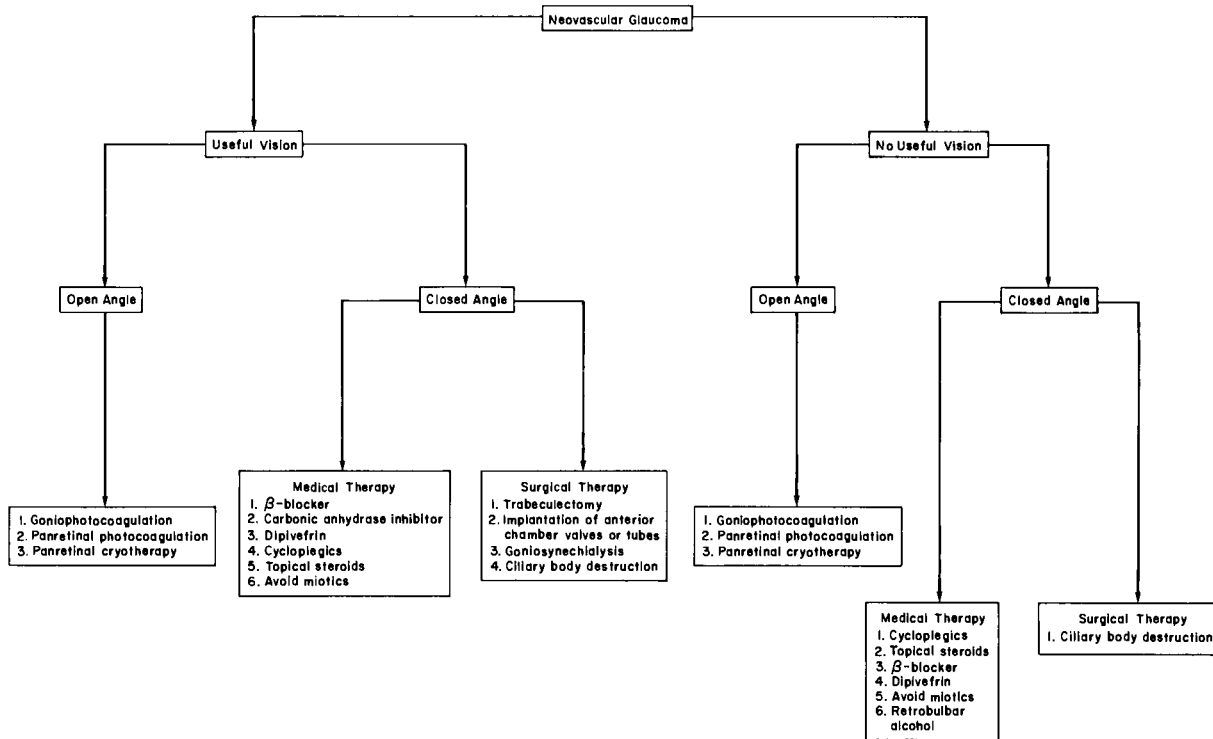 Neovascular Glaucoma
Useful Vision
No Useful Vision
Open Angle
Closed Angle
Open Angle
Closed Angle
1. Goniophotocoagulation
2. Panretinal photocoagulation
3. Panretinal cryotherapy
Medical Therapy
1. β-blocker
2. Carbonic anhydrase inhibitor
3. Dipivefrin
4. Cycloplegics
5. Topical steroids
6. Avoid miotics
Surgical Therapy
1. Trabeculectomy
2. Implantation of anterior
chamber valves or tubes
3. Goniosynechialysis
4. Ciliary body destruction
1. Goniophotocoagulation
2. Panretinal photocoagulation
3. Panretinal cryotherapy
Medical Therapy
1. Cycloplegics
2. Topical steroids
3. β-blocker
4. Dipivefrin
5. Avoid miotics
6. Retrobulbar
alcohol
Surgical Therapy
1. Ciliary body destruction